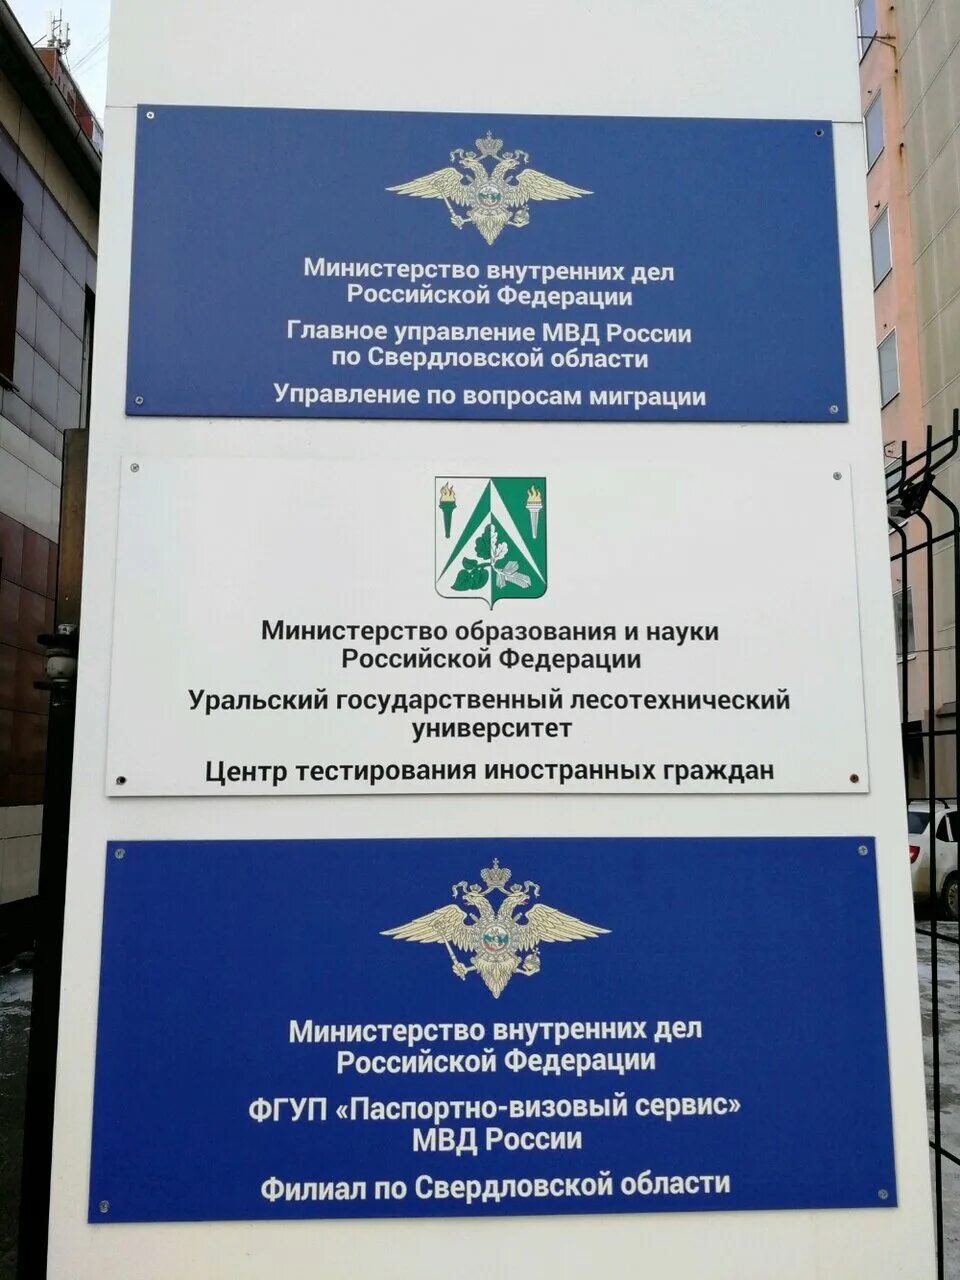 Министерство внутренних дел
Российской Федерации
Главное управление МВД России
по Свердловской области
Управление по вопросам миграции
Министерство образования и науки
Российской Федерации
Уральский государственный лесотехнический
университет
Центр тестирования иностранных граждан
Министерство внутренних дел
Российской Федерации
ФГУП «Паспортно-визовый сервис»
МВД России
Филиал по Свердловской области